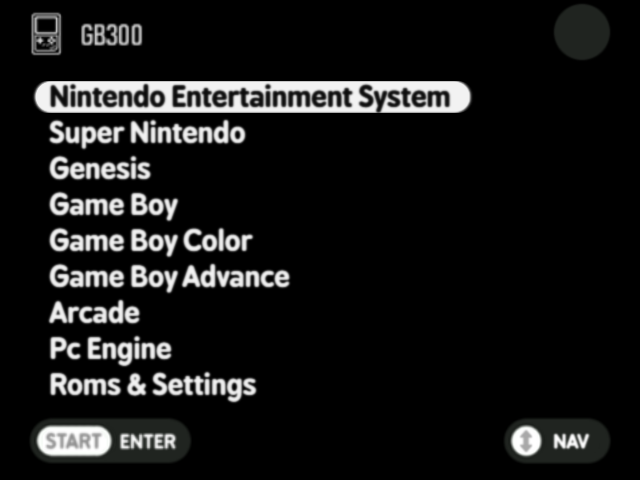 GB300
Nintendo Entertainment System
Super Nintendo
Genesis
Game Boy
Game Boy Color
Game Boy Advance
Arcade
Pc Engine
Roms & Settings
START ENTER
NAV